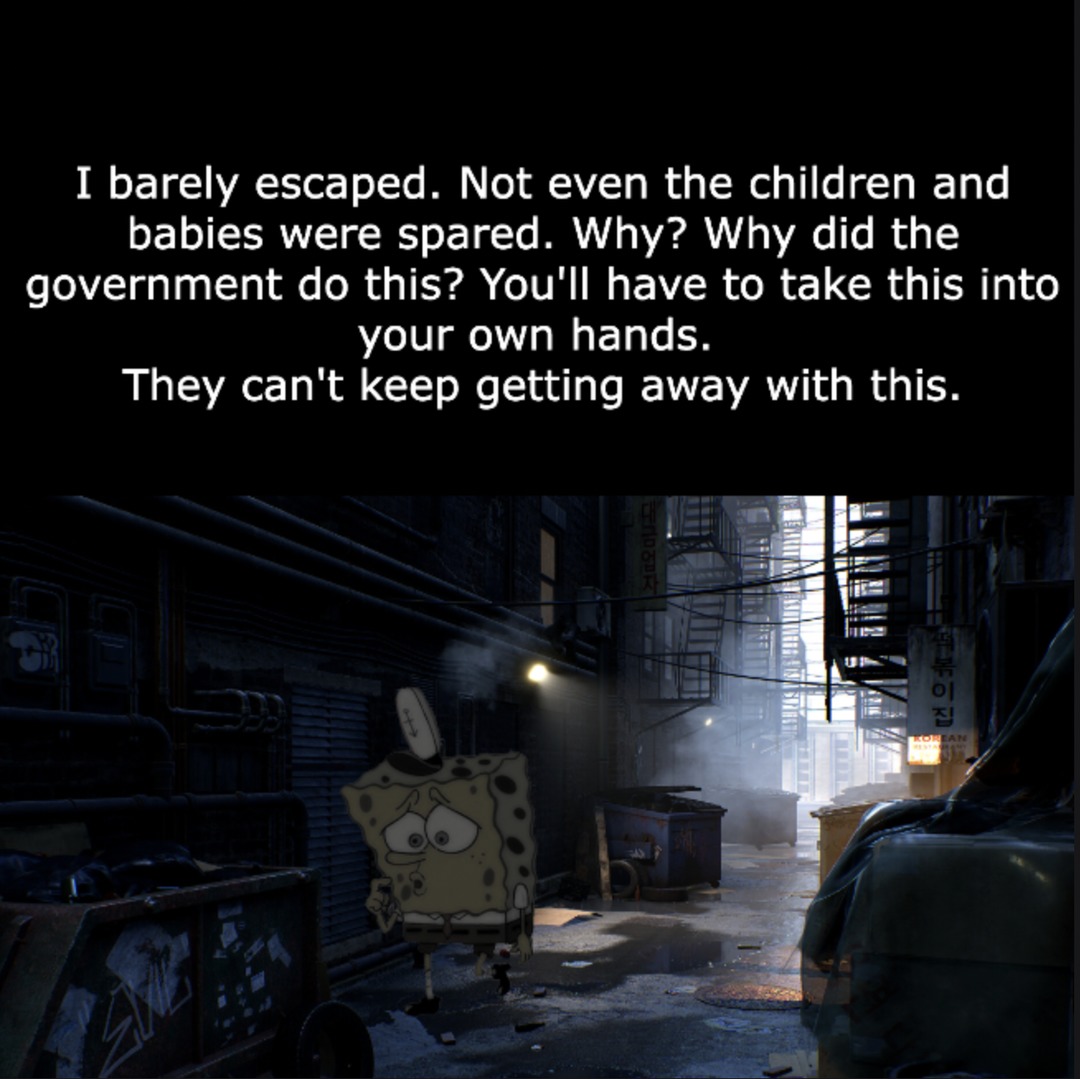 I barely escaped. Not even the children and
babies were spared. Why? Why did the
government do this? You'll have to take this into
your own hands.
They can't keep getting away with this.
떡볶이집
KOREAN